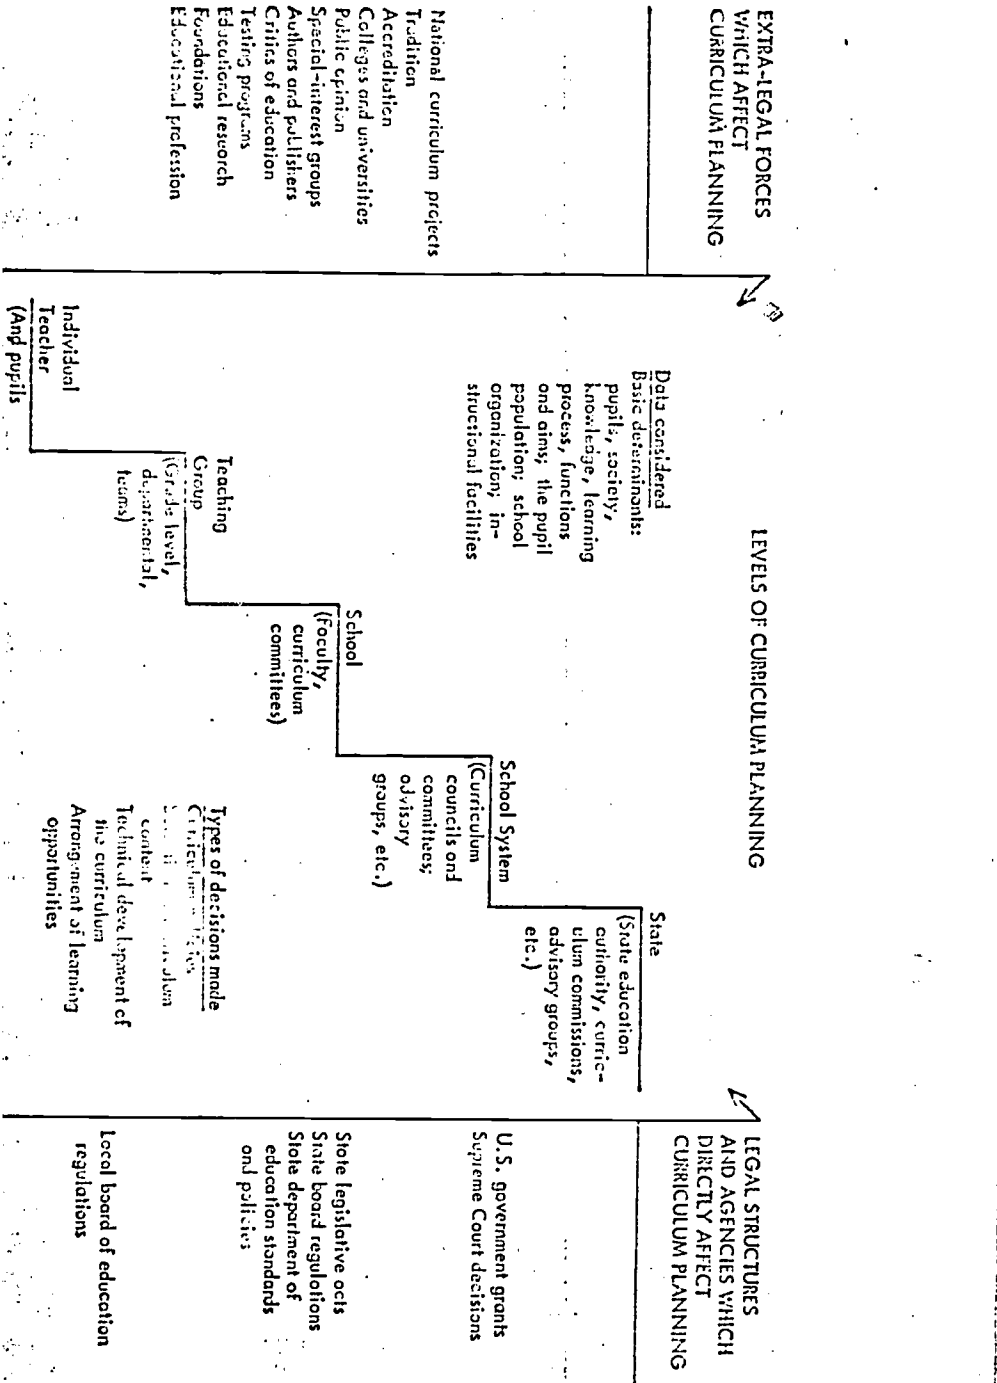 EXTRA-LEGAL FORCES
WHICH AFFECT
CURRICULUM PLANNING
National curriculum projects
Tradition
Accreditation
Colleges and universities
Public opinion
Special-interest groups
Authors and publishers
Critics of education
Testing programs
Educational research
Foundations
Educational profession
LEVELS OF CURRICULUM PLANNING
Data considered
Basic determinants:
pupils, society,
knowledge, learning
process, functions
and aims; the pupil
population; school
organization; in-
structional facilities
Individual
Teacher
(And pupils
Teaching
Group
(Grade level,
departmental,
teams)
School
(Faculty,
curriculum
committees)
School System
(Curriculum
councils and
committees;
advisory
groups, etc.)
State
(State education
authority, curric-
ulum commissions,
advisory groups,
etc.)
Types of decisions made
Curriculum
content
Technical development of
the curriculum
Arrangement of learning
opportunities
LEGAL STRUCTURES
AND AGENCIES WHICH
DIRECTLY AFFECT
CURRICULUM PLANNING
U.S. government grants
Supreme Court decisions
State legislative acts
State board regulations
State department of
education standards
and policies
Local board of education
regulations